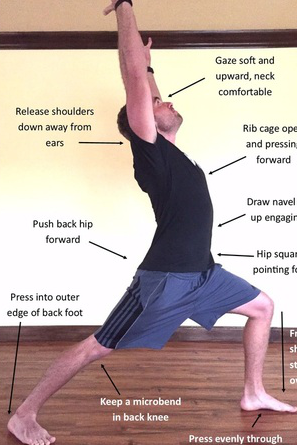 Gaze soft and
upward, neck
comfortable
Release shoulders
down away from
ears
Rib cage ope
and pressing
forward
Draw navel
up engagin
Push back hip
forward
Hip squar
pointing fo
Press into outer
edge of back foot
Keep a microbend
in back knee
Press evenly through